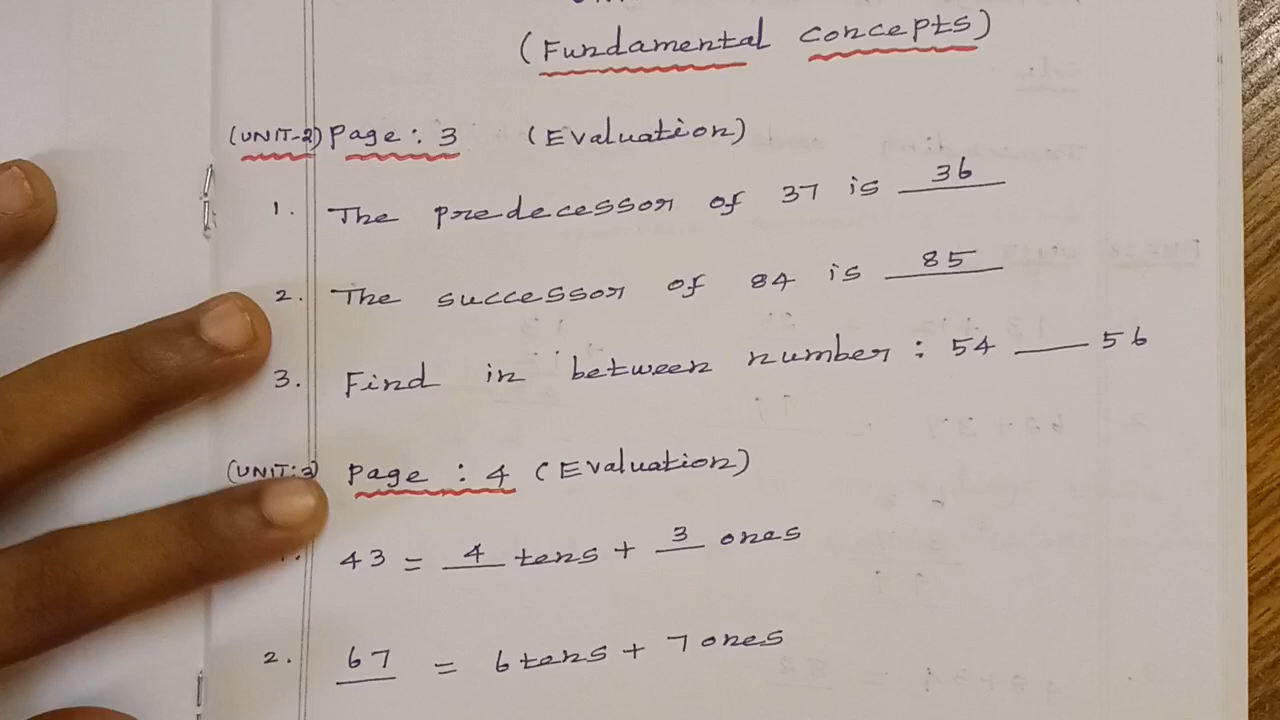 (Fundamental concepts)
(UNIT-2) Page : 3 (Evaluation)
1. The predecessor of 37 is 36
2. The successor of 84 is 85
3. Find in between number : 54 ___ 56
(UNIT:3) Page : 4 (Evaluation)
1. 43 = 4 tens + 3 ones
2. 67 = 6 tens + 7 ones